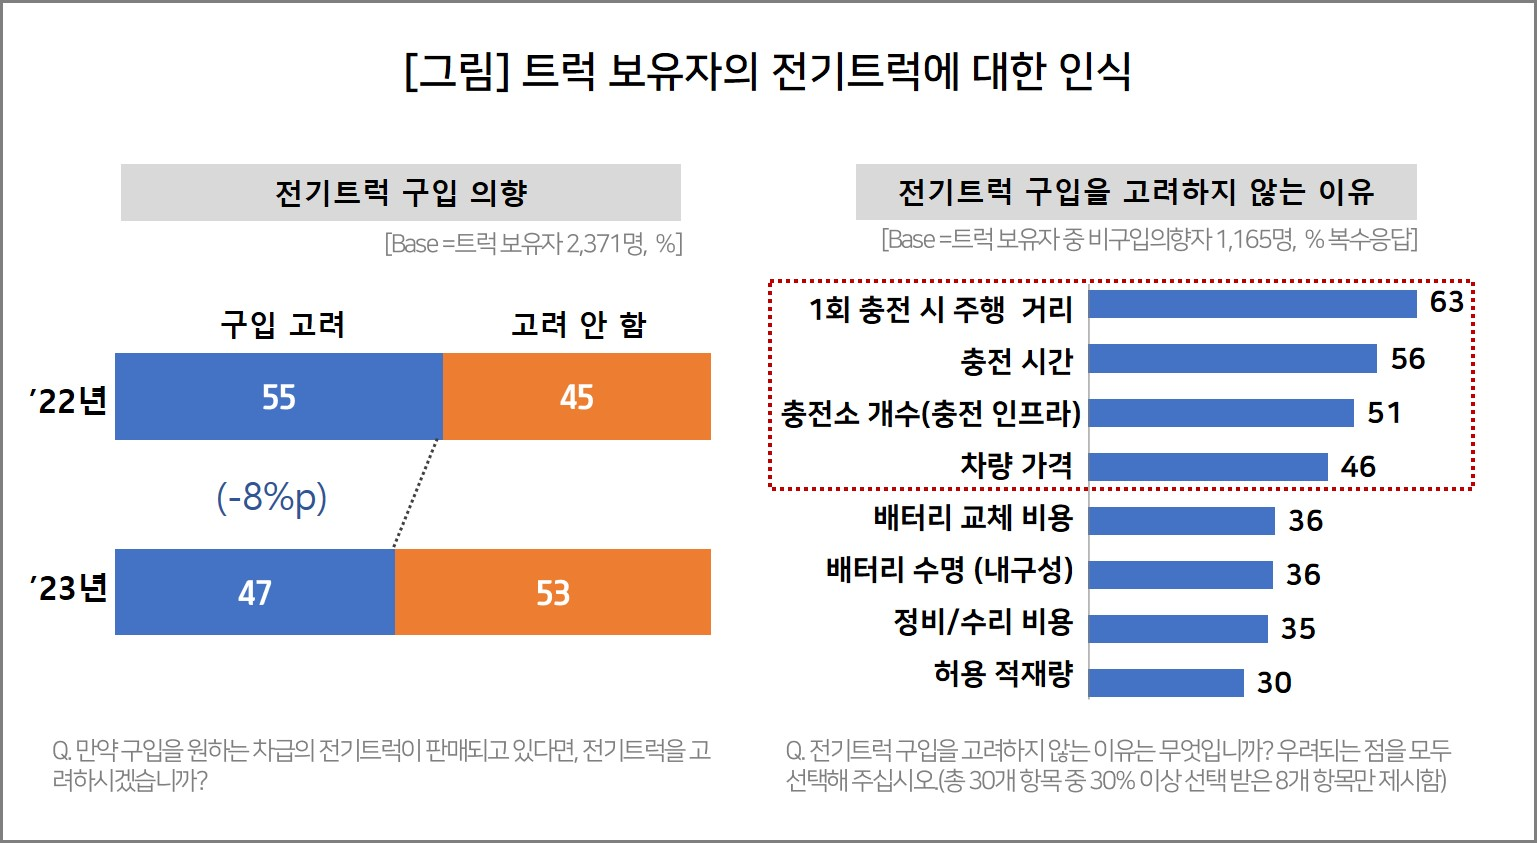 [그림] 트럭 보유자의 전기트럭에 대한 인식
전기트럭 구입 의향
[Base =트럭 보유자 2,371명, %]
구입 고려
고려 안 함
’22년
55
45
(-8%p)
’23년
47
53
Q. 만약 구입을 원하는 차급의 전기트럭이 판매되고 있다면, 전기트럭을 고
려하시겠습니까?
전기트럭 구입을 고려하지 않는 이유
[Base =트럭 보유자 중 비구입의향자 1,165명, % 복수응답]
1회 충전 시 주행 거리 63
충전 시간 56
충전소 개수(충전 인프라) 51
차량 가격 46
배터리 교체 비용 36
배터리 수명 (내구성) 36
정비/수리 비용 35
허용 적재량 30
Q. 전기트럭 구입을 고려하지 않는 이유는 무엇입니까? 우려되는 점을 모두
선택해 주십시오.(총 30개 항목 중 30% 이상 선택 받은 8개 항목만 제시함)